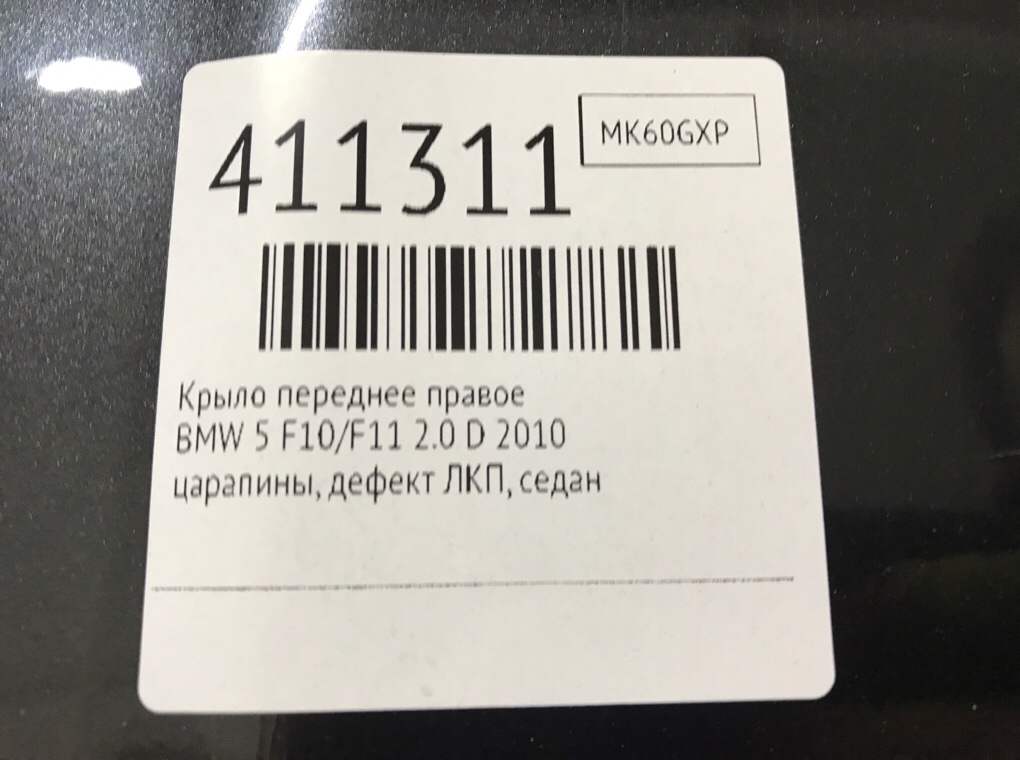 411311
MK60GXP
Крыло переднее правое
BMW 5 F10/F11 2.0 D 2010
царапины, дефект ЛКП, седан